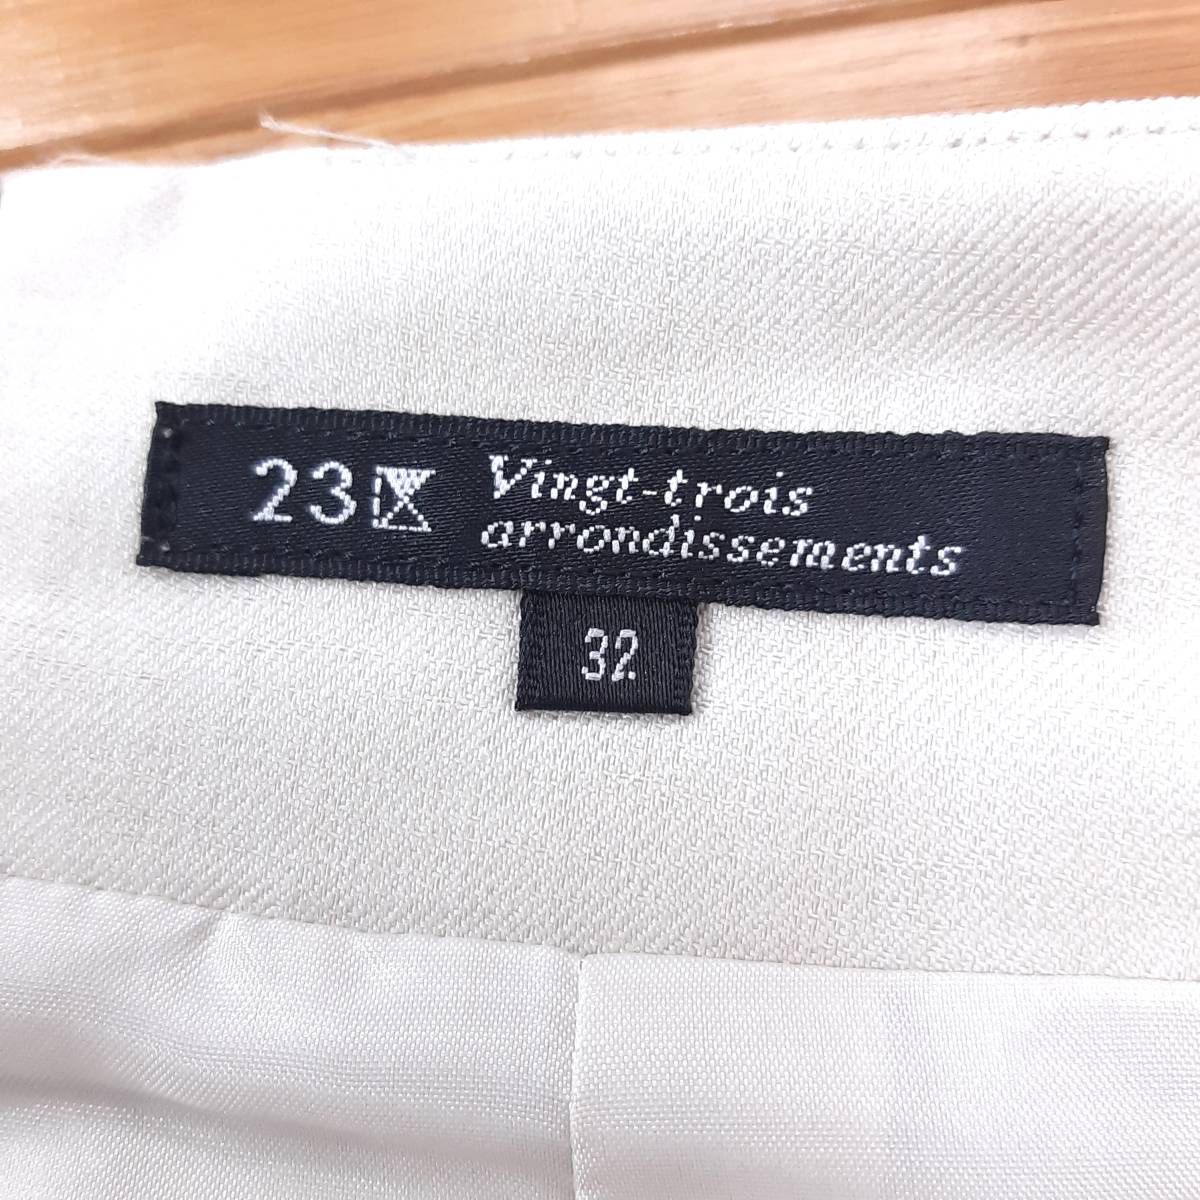 23区
Vingt-trois
arrondissements
32